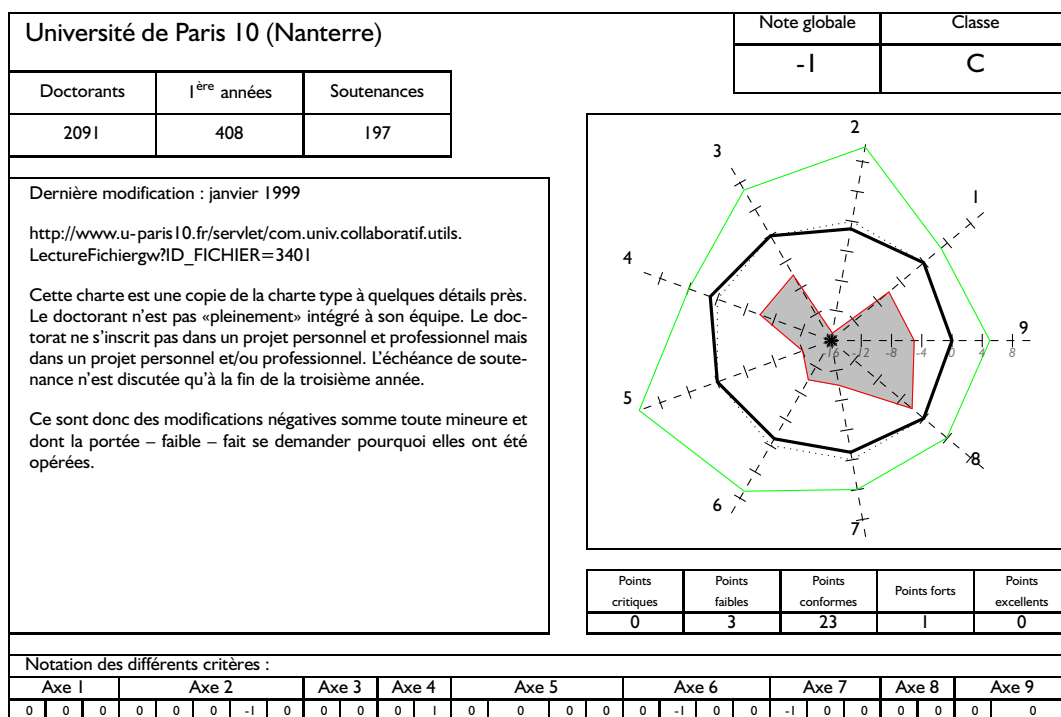 Université de Paris 10 (Nanterre)
Note globale Classe
-1 C
Doctorants 1ère années Soutenances
2091 408 197
Dernière modification : janvier 1999
http://www.u-paris10.fr/servlet/com.univ.collaboratif.utils.
LectureFichiergw?ID_FICHIER=3401
Cette charte est une copie de la charte type à quelques détails près.
Le doctorant n'est pas «pleinement» intégré à son équipe. Le doc-
torat ne s'inscrit pas dans un projet personnel et professionnel mais
dans un projet personnel et/ou professionnel. L'échéance de soute-
nance n'est discutée qu'à la fin de la troisième année.
Ce sont donc des modifications négatives somme toute mineure et
dont la portée – faible – fait se demander pourquoi elles ont été
opérées.
2
3
1
4
9
-16 -12 -8 -4 0 4 8
5
8
6
7
Points critiques Points faibles Points conformes Points forts Points excellents
0 3 23 1 0
Notation des différents critères :
Axe 1 Axe 2 Axe 3 Axe 4 Axe 5 Axe 6 Axe 7 Axe 8 Axe 9
0 0 0 0 0 0 -1 0 0 0 0 1 0 0 0 0 0 -1 0 0 -1 0 0 0 0 0 0